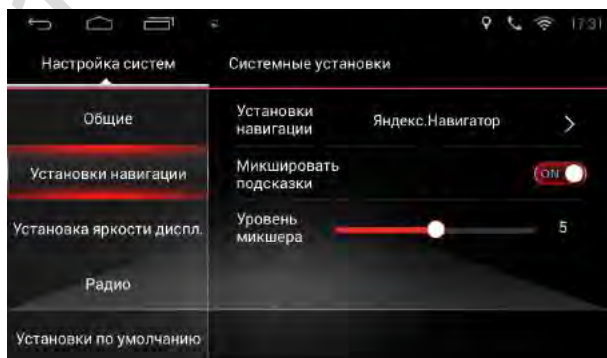 17:31
Настройка систем
Системные установки
Общие
Установки навигации
Установка яркости диспл.
Радио
Установки по умолчанию
Установки
навигации
Яндекс.Навигатор
Микшировать
подсказки
ON
Уровень
микшера
5